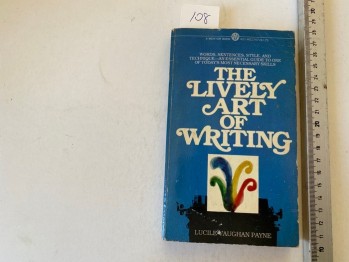 108
WORDS, SENTENCES, STYLE, AND
TECHNIQUE—AN ESSENTIAL GUIDE TO ONE
OF TODAY'S MOST NECESSARY SKILLS
THE
LIVELY
ART OF
WRITING
LUCILE VAUGHAN PAYNE